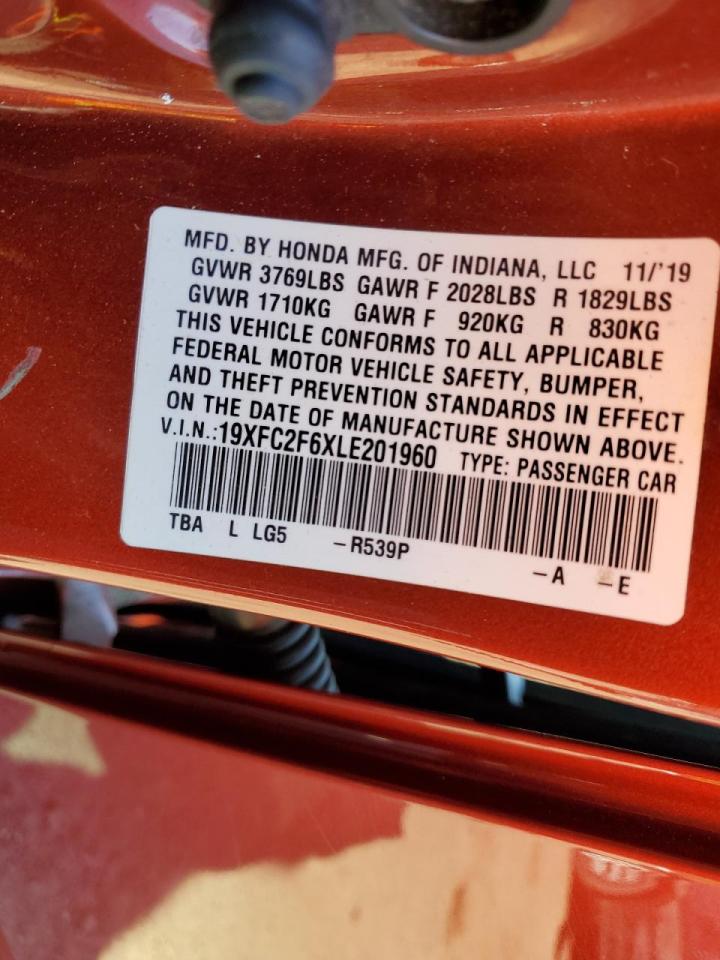 MFD. BY HONDA MFG. OF INDIANA, LLC 11/'19
GVWR 3769LBS GAWR F 2028LBS R 1829LBS
GVWR 1710KG GAWR F 920KG R 830KG
THIS VEHICLE CONFORMS TO ALL APPLICABLE
FEDERAL MOTOR VEHICLE SAFETY, BUMPER,
AND THEFT PREVENTION STANDARDS IN EFFECT
ON THE DATE OF MANUFACTURE SHOWN ABOVE.
V.I.N.:19XFC2F6XLE201960 TYPE: PASSENGER CAR
TBA L LG5 -R539P -A -E